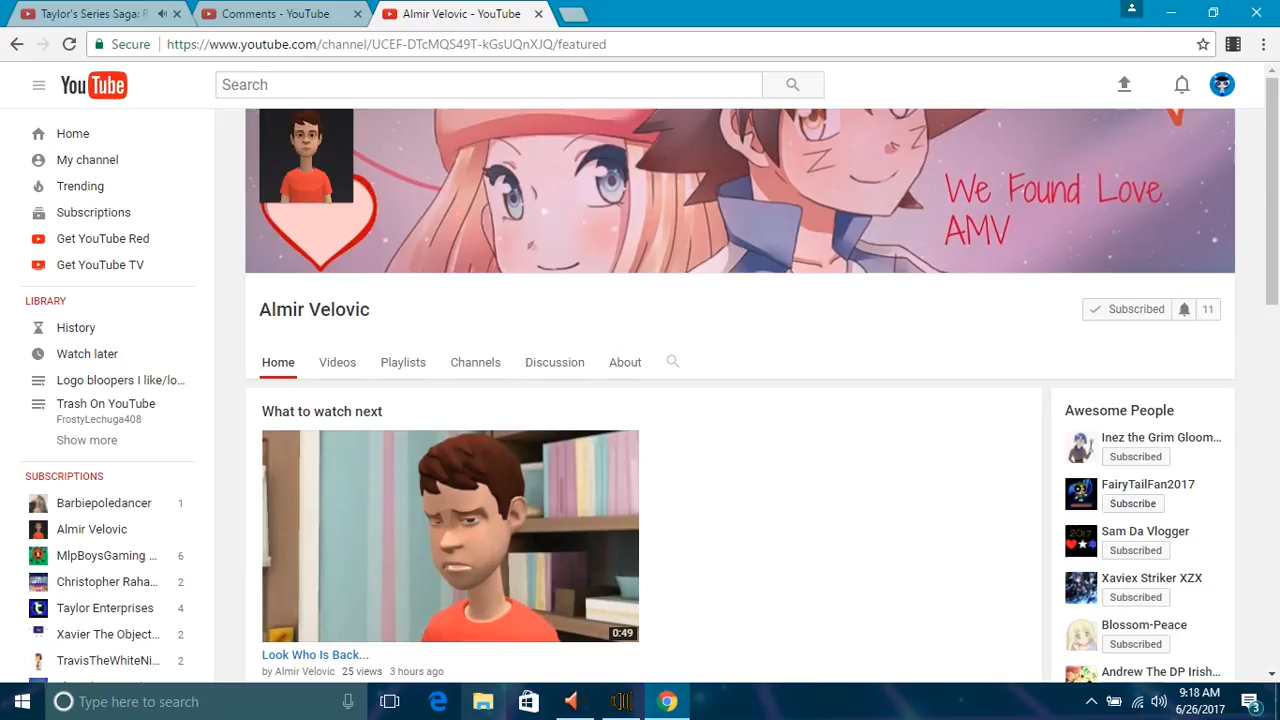 Taylor's Series Saga: R
Comments - YouTube
Almir Velovic - YouTube
Secure
https://www.youtube.com/channel/UCEF-DTcMQS49T-kGsUQnXJQ/featured
YouTube
Search
Home
My channel
Trending
Subscriptions
Get YouTube Red
Get YouTube TV
LIBRARY
History
Watch later
Logo bloopers I like/lo...
Trash On YouTube
FrostyLechuga408
Show more
SUBSCRIPTIONS
Barbiepoledancer 1
Almir Velovic
MlpBoysGaming ... 6
Christopher Raha... 2
Taylor Enterprises 4
Xavier The Object... 2
TravisTheWhiteNi... 2
We Found Love
AMV
Almir Velovic
Subscribed 11
Home Videos Playlists Channels Discussion About
What to watch next
0:49
Look Who Is Back...
by Almir Velovic 25 views 3 hours ago
Awesome People
Inez the Grim Gloom...
Subscribed
FairyTailFan2017
Subscribe
2017
Sam Da Vlogger
Subscribed
Xaviex Striker XZX
Subscribed
Blossom-Peace
Subscribed
Andrew The DP Irish...
Type here to search
9:18 AM
6/26/2017
3